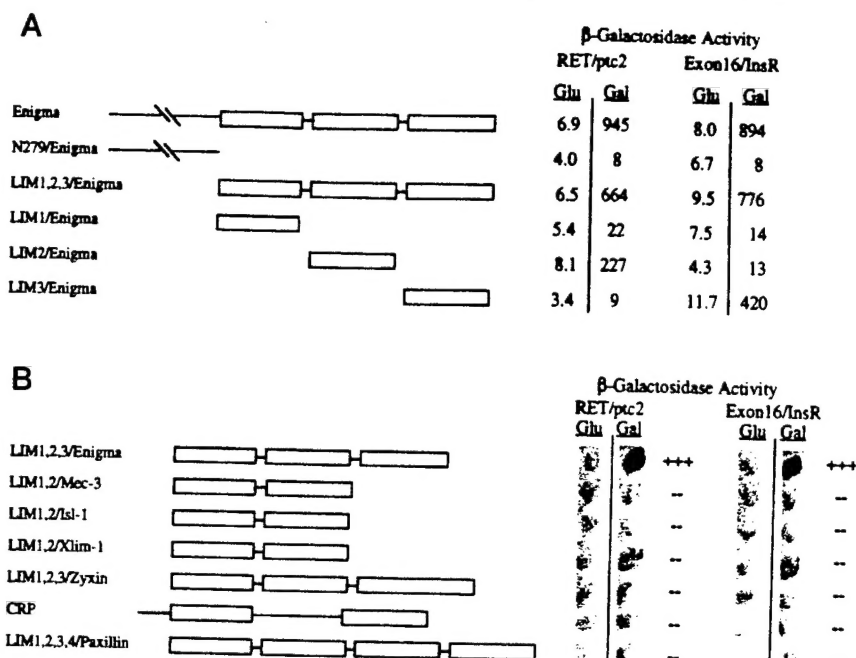 A
β-Galactosidase Activity
RET/ptc2 Exon16/InsR
Glu Gal Glu Gal
Enigma 6.9 945 8.0 894
N279/Enigma 4.0 8 6.7 8
LIM1,2,3/Enigma 6.5 664 9.5 776
LIM1/Enigma 5.4 22 7.5 14
LIM2/Enigma 8.1 227 4.3 13
LIM3/Enigma 3.4 9 11.7 420
B
β-Galactosidase Activity
RET/ptc2 Exon16/InsR
Glu Gal Glu Gal
LIM1,2,3/Enigma +++ +++
LIM1,2/Mec-3 -- --
LIM1,2/Isl-1 -- --
LIM1,2/Xlim-1 -- --
LIM1,2,3/Zyxin -- --
CRP -- --
LIM1,2,3,4/Paxillin -- --